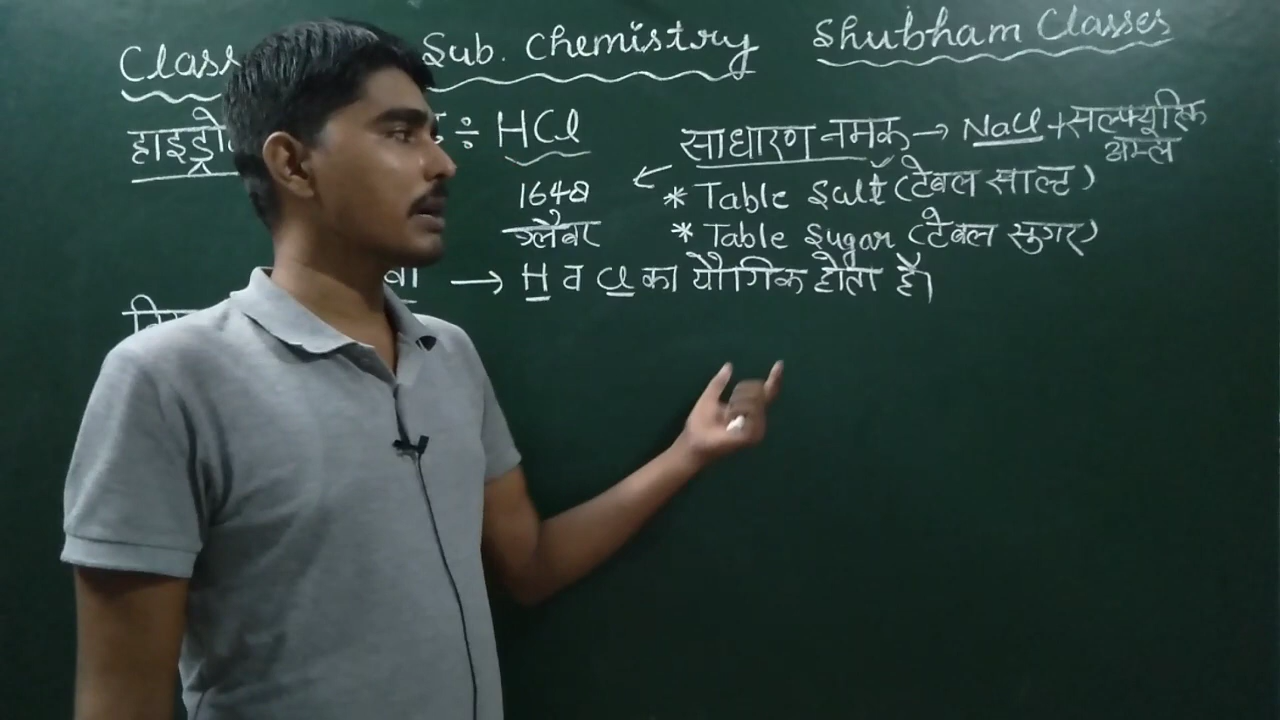 Class Sub. Chemistry Shubham Classes
÷ HCl
साधारण नमक → NaCl + सल्फ्यूरिक अम्ल
1648
ग्लैबर
* Table Salt (टेबल सॉल्ट)
* Table Sugar (टेबल सुगर)
→ H व Cl का यौगिक होता है।